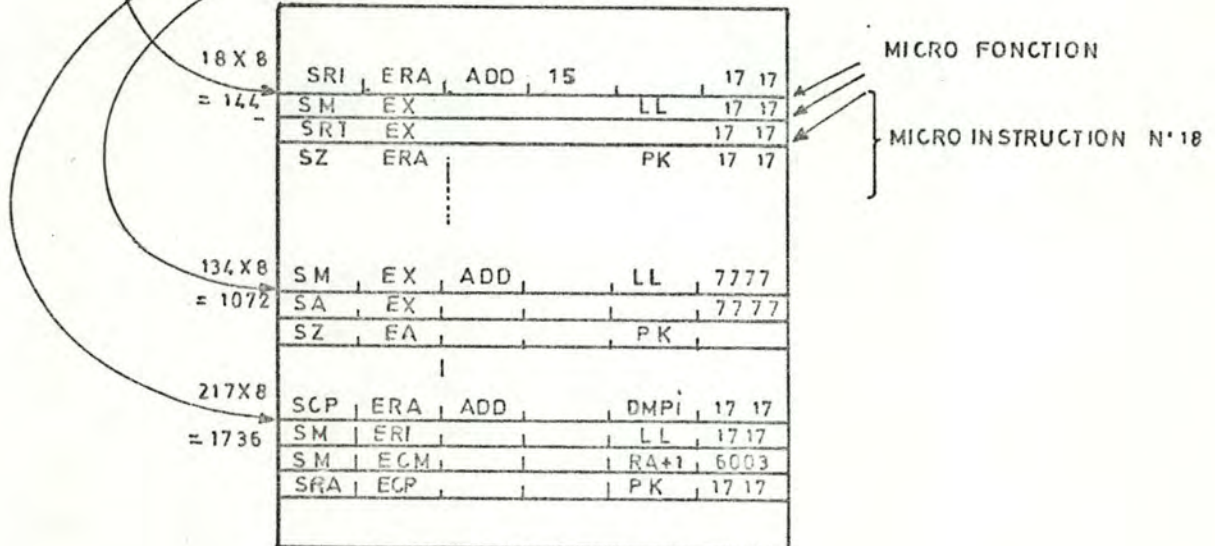 MICRO FONCTION
18 X 8
SRI ERA ADD 15 17 17
= 144
SM EX LL 17 17
SRT EX 17 17
MICRO INSTRUCTION N° 18
SZ ERA PK 17 17
134X8
SM EX ADD LL 7777
= 1072
SA EX 7777
SZ EA PK
217X8
SCP ERA ADD DMPi 17 17
= 1736
SM ERI LL 1717
SM ECM RA+1 6003
SRA ECP PK 17 17